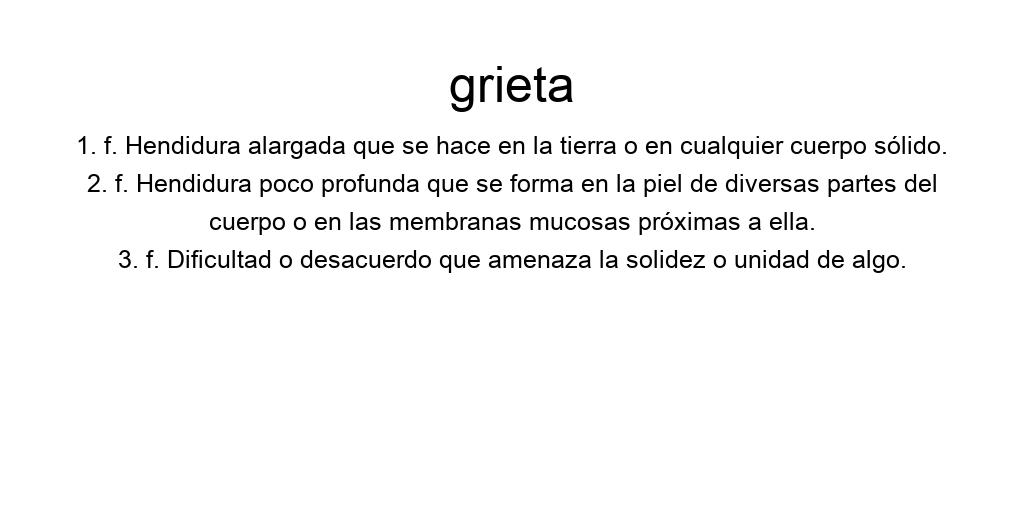 grieta
1. f. Hendidura alargada que se hace en la tierra o en cualquier cuerpo sólido.
2. f. Hendidura poco profunda que se forma en la piel de diversas partes del
cuerpo o en las membranas mucosas próximas a ella.
3. f. Dificultad o desacuerdo que amenaza la solidez o unidad de algo.